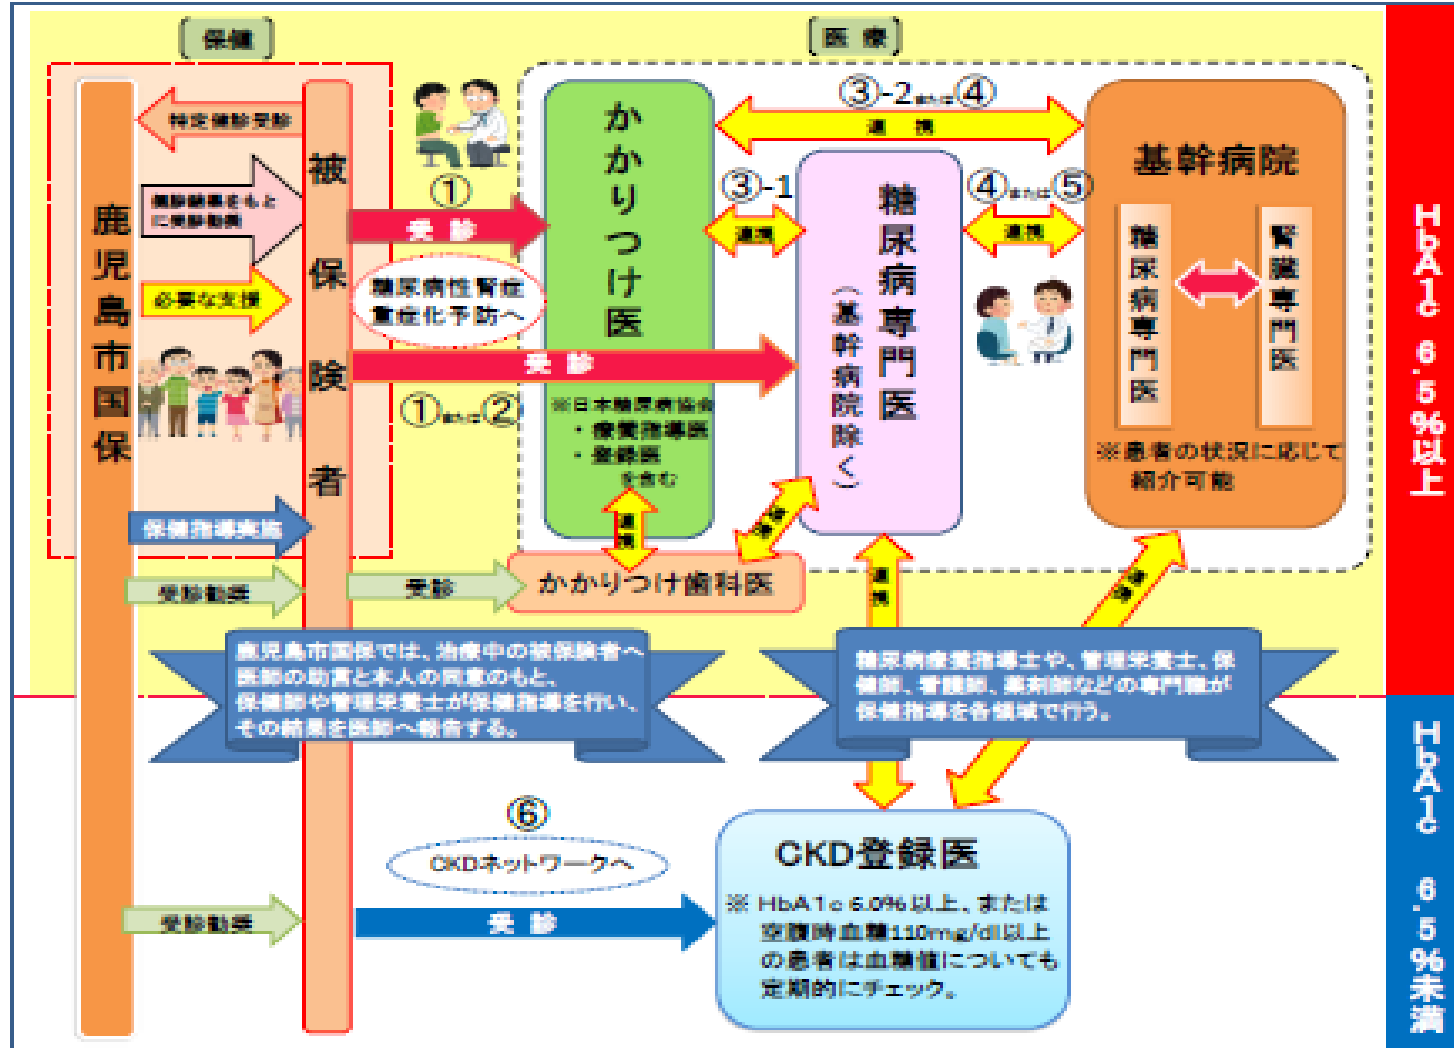 保健
医療
鹿児島市国保
被保険者
特定健診受診
健診結果をもと
に受診勧奨
必要な支援
保健指導実施
受診勧奨
受診
①
受診
糖尿病性腎症
重症化予防へ
受診
①または②
かかりつけ医
※日本糖尿病協会
・療養指導医
・登録医
を含む
連携
かかりつけ歯科医
連携
③-2または④
連携
③-1
連携
糖尿病専門医
(基幹病院除く)
④または⑤
連携
基幹病院
糖尿病専門医
腎臓専門医
※患者の状況に応じて
紹介可能
連携
連携
鹿児島市国保では、治療中の被保険者へ
医師の助言と本人の同意のもと、
保健師や管理栄養士が保健指導を行い、
その結果を医師へ報告する。
糖尿病療養指導士や、管理栄養士、保
健師、看護師、薬剤師などの専門職が
保健指導を各領域で行う。
⑥
CKDネットワークへ
受診勧奨
受診
CKD登録医
※ HbA1c 6.0%以上、または
空腹時血糖110mg/dl以上
の患者は血糖値についても
定期的にチェック。
HbA1c 6.5%以上
HbA1c 6.5%未満